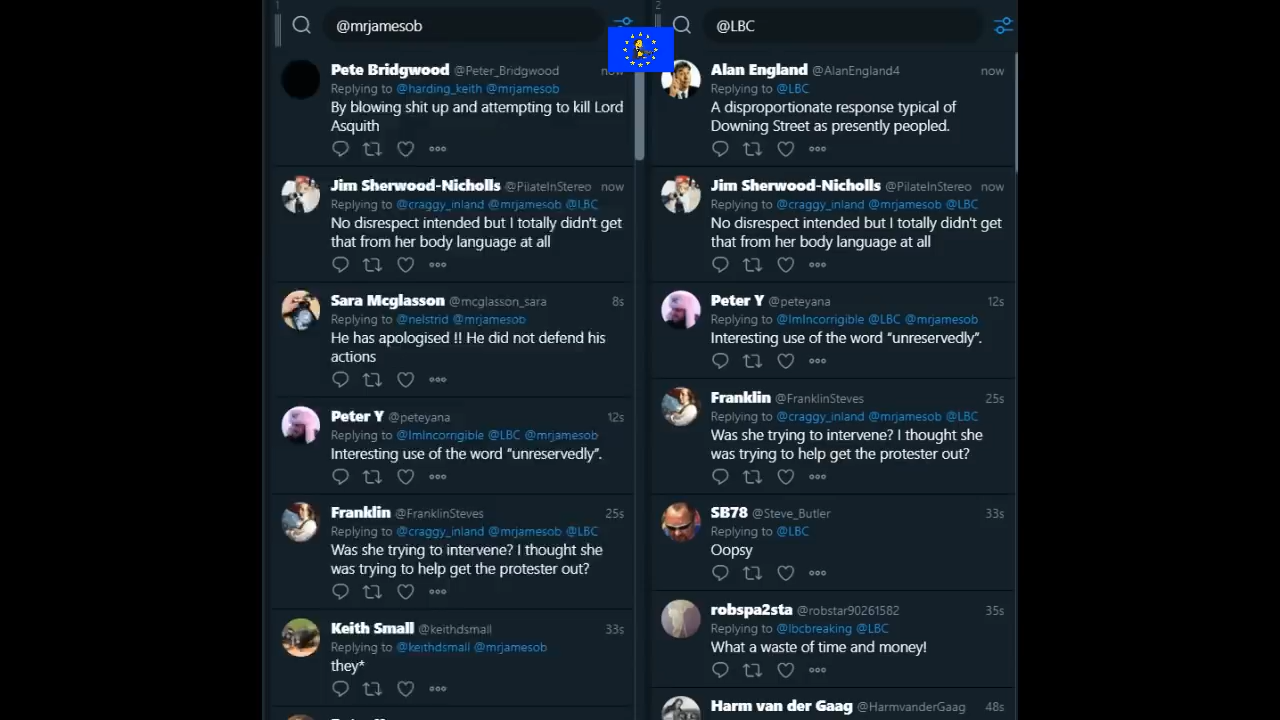 1
@mrjamesob
Pete Bridgwood @Peter_Bridgwood now
Replying to @harding_keith @mrjamesob
By blowing shit up and attempting to kill Lord
Asquith
Jim Sherwood-Nicholls @PilateInStereo now
Replying to @craggy_inland @mrjamesob @LBC
No disrespect intended but I totally didn't get
that from her body language at all
Sara Mcglasson @mcglasson_sara 8s
Replying to @nelstrid @mrjamesob
He has apologised !! He did not defend his
actions
Peter Y @peteyana 12s
Replying to @ImIncorrigible @LBC @mrjamesob
Interesting use of the word “unreservedly”.
Franklin @FranklinSteves 25s
Replying to @craggy_inland @mrjamesob @LBC
Was she trying to intervene? I thought she
was trying to help get the protester out?
Keith Small @keithdsmall 33s
Replying to @keithdsmall @mrjamesob
they*
2
@LBC
Alan England @AlanEngland4 now
Replying to @LBC
A disproportionate response typical of
Downing Street as presently peopled.
Jim Sherwood-Nicholls @PilateInStereo now
Replying to @craggy_inland @mrjamesob @LBC
No disrespect intended but I totally didn't get
that from her body language at all
Peter Y @peteyana 12s
Replying to @ImIncorrigible @LBC @mrjamesob
Interesting use of the word “unreservedly”.
Franklin @FranklinSteves 25s
Replying to @craggy_inland @mrjamesob @LBC
Was she trying to intervene? I thought she
was trying to help get the protester out?
SB78 @Steve_Butler 33s
Replying to @LBC
Oopsy
robspa2sta @robstar90261582 35s
Replying to @lbcbreaking @LBC
What a waste of time and money!
Harm van der Gaag @HarmvanderGaag 48s